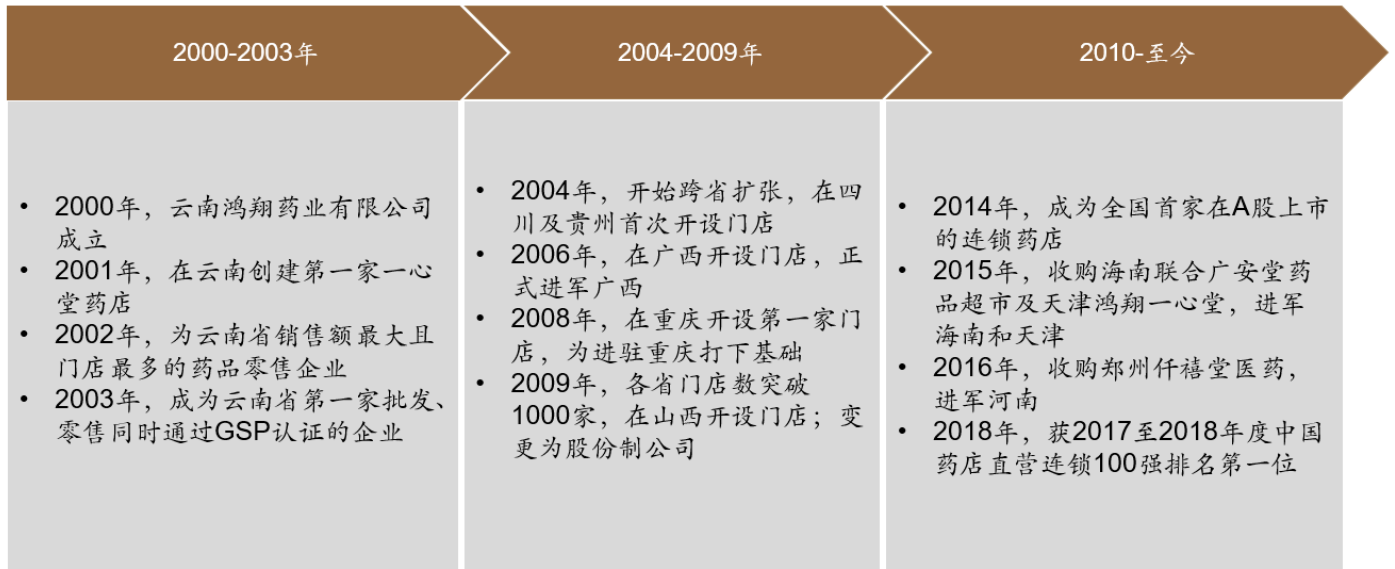 2000-2003年
2004-2009年
2010-至今
• 2000年，云南鸿翔药业有限公司
成立
• 2001年，在云南创建第一家一心
堂药店
• 2002年，为云南省销售额最大且
门店最多的药品零售企业
• 2003年，成为云南省第一家批发、
零售同时通过GSP认证的企业
• 2004年，开始跨省扩张，在四
川及贵州首次开设门店
• 2006年，在广西开设门店，正
式进军广西
• 2008年，在重庆开设第一家门
店，为进驻重庆打下基础
• 2009年，各省门店数突破
1000家，在山西开设门店；变
更为股份制公司
• 2014年，成为全国首家在A股上市
的连锁药店
• 2015年，收购海南联合广安堂药
品超市及天津鸿翔一心堂，进军
海南和天津
• 2016年，收购郑州仟禧堂医药，
进军河南
• 2018年，获2017至2018年度中国
药店直营连锁100强排名第一位